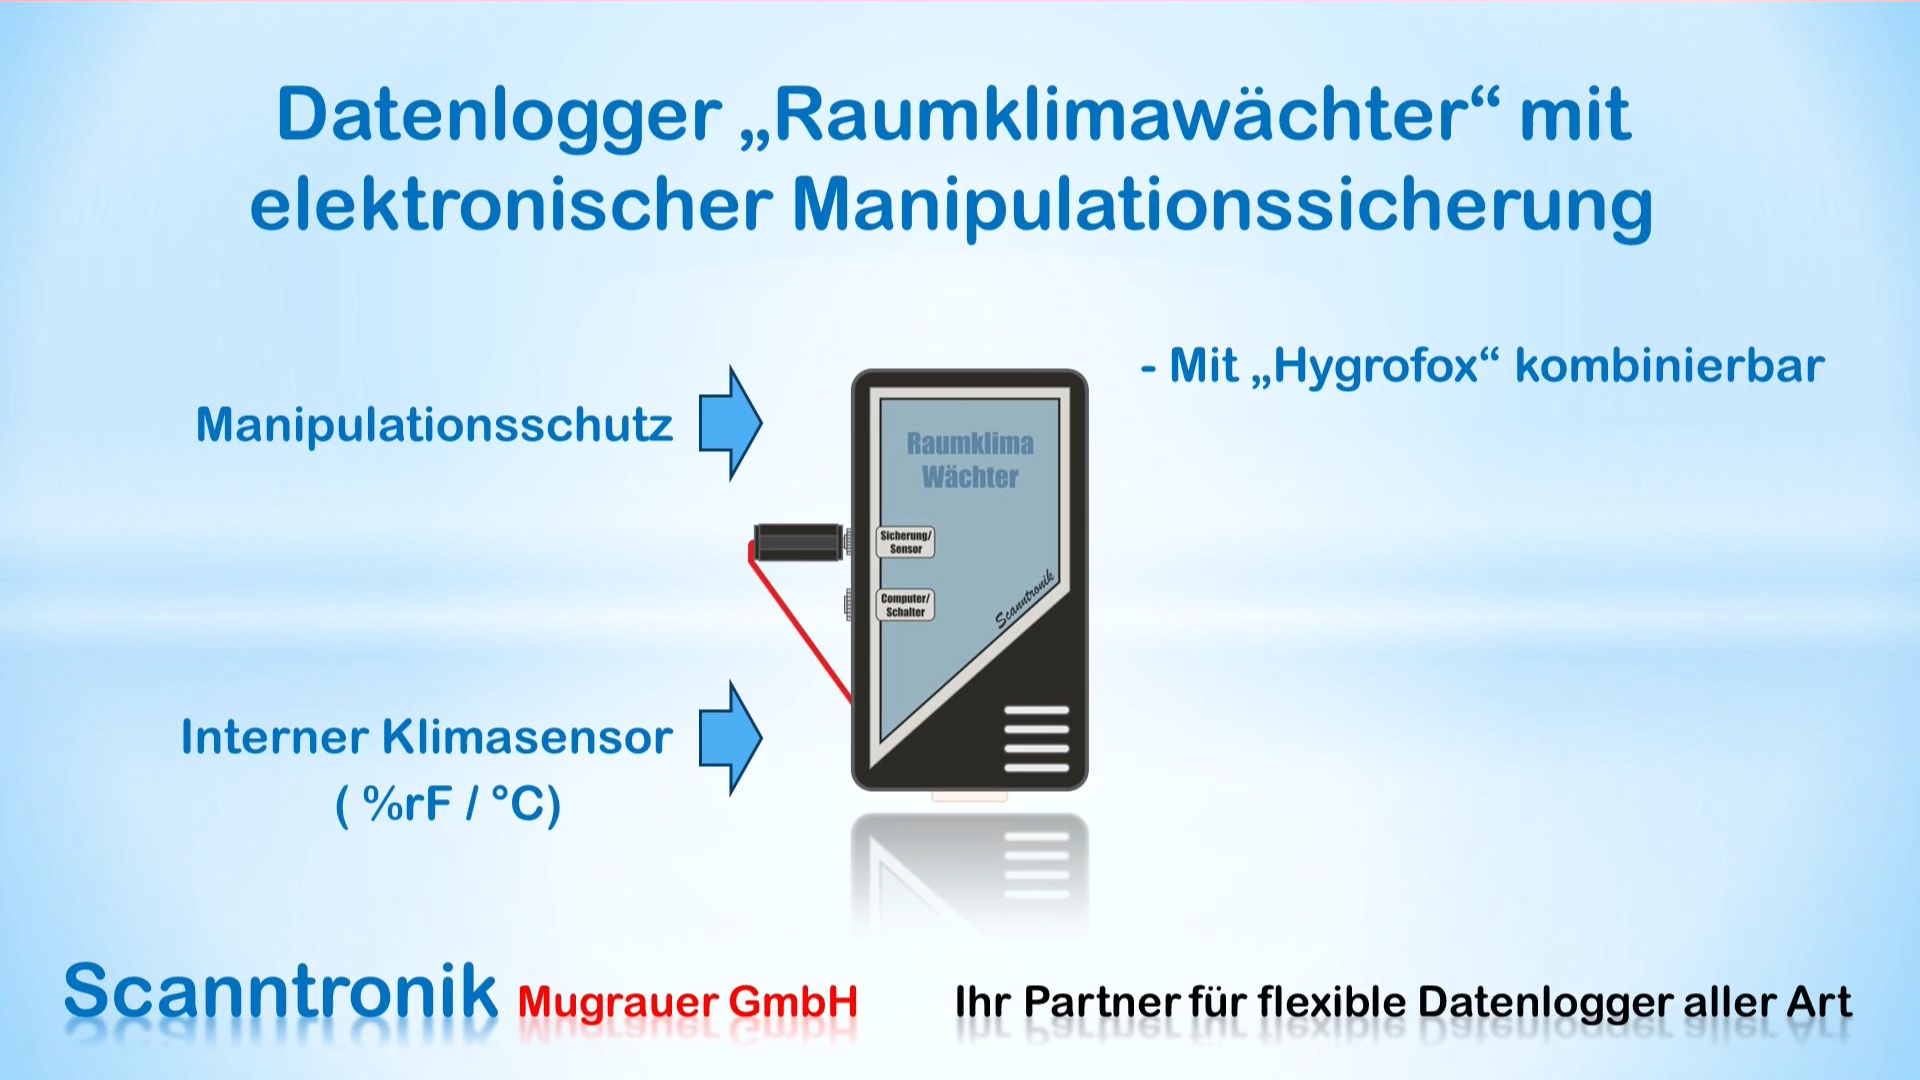 Datenlogger „Raumklimawächter“ mit
elektronischer Manipulationssicherung
- Mit „Hygrofox“ kombinierbar
Manipulationsschutz
Raumklima
Wächter
Sicherung/
Sensor
Computer/
Schalter
Scanntronik
Interner Klimasensor
( %rF / °C)
Scanntronik Mugrauer GmbH
Ihr Partner für flexible Datenlogger aller Art